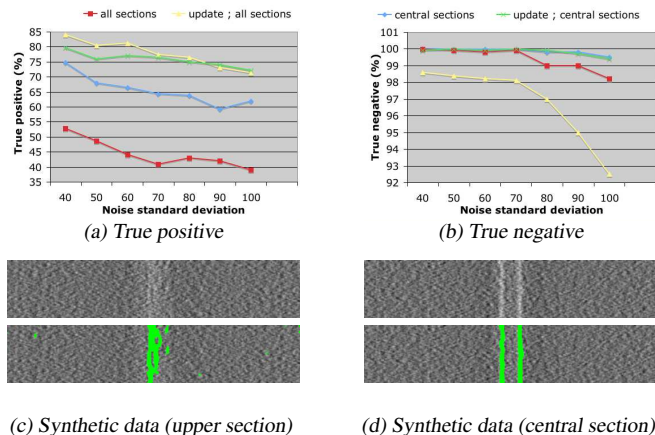 all sections
update ; all sections
85
80
75
70
65
60
55
50
45
40
35
True positive (%)
40 50 60 70 80 90 100
Noise standard deviation
(a) True positive
central sections
update ; central sections
101
100
99
98
97
96
95
94
93
92
True negative (%)
40 50 60 70 80 90 100
Noise standard deviation
(b) True negative
(c) Synthetic data (upper section)
(d) Synthetic data (central section)